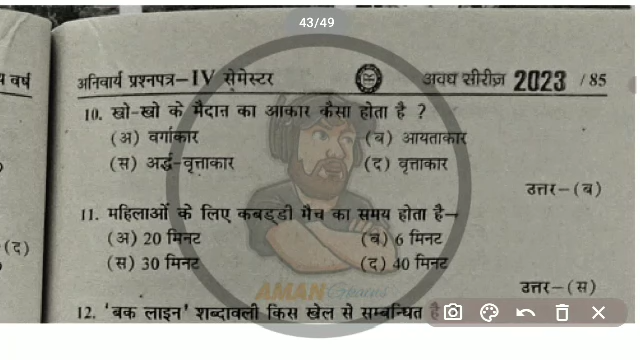 43/49
य वर्ष
अनिवार्य प्रश्नपत्र–IV सेमेस्टर
अवध सीरीज़ 2023 / 85
10. खो-खो के मैदान का आकार कैसा होता है ?
(अ) वर्गाकार (ब) आयताकार
(स) अर्द्ध-वृत्ताकार (द) वृत्ताकार
उत्तर–(ब)
11. महिलाओं के लिए कबड्डी मैच का समय होता है–
(द)
(अ) 20 मिनट (ब) 6 मिनट
(स) 30 मिनट (द) 40 मिनट
उत्तर–(स)
AMAN
12. 'बक लाइन' शब्दावली किस खेल से सम्बन्धित है